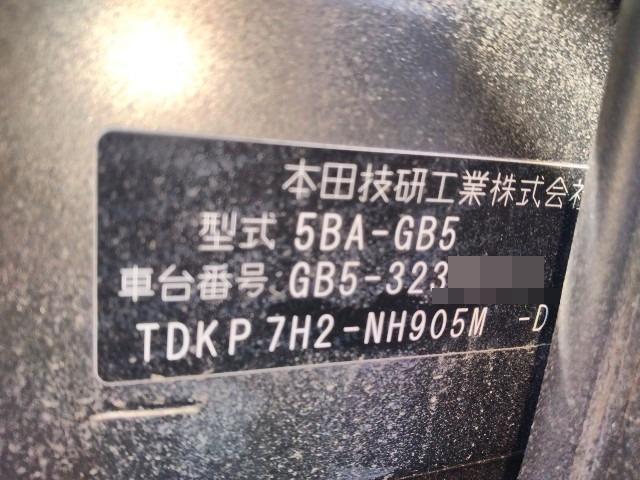 本田技研工業株式会社
型式 5BA-GB5
車台番号 GB5-323
TDKP 7H2-NH905M -D